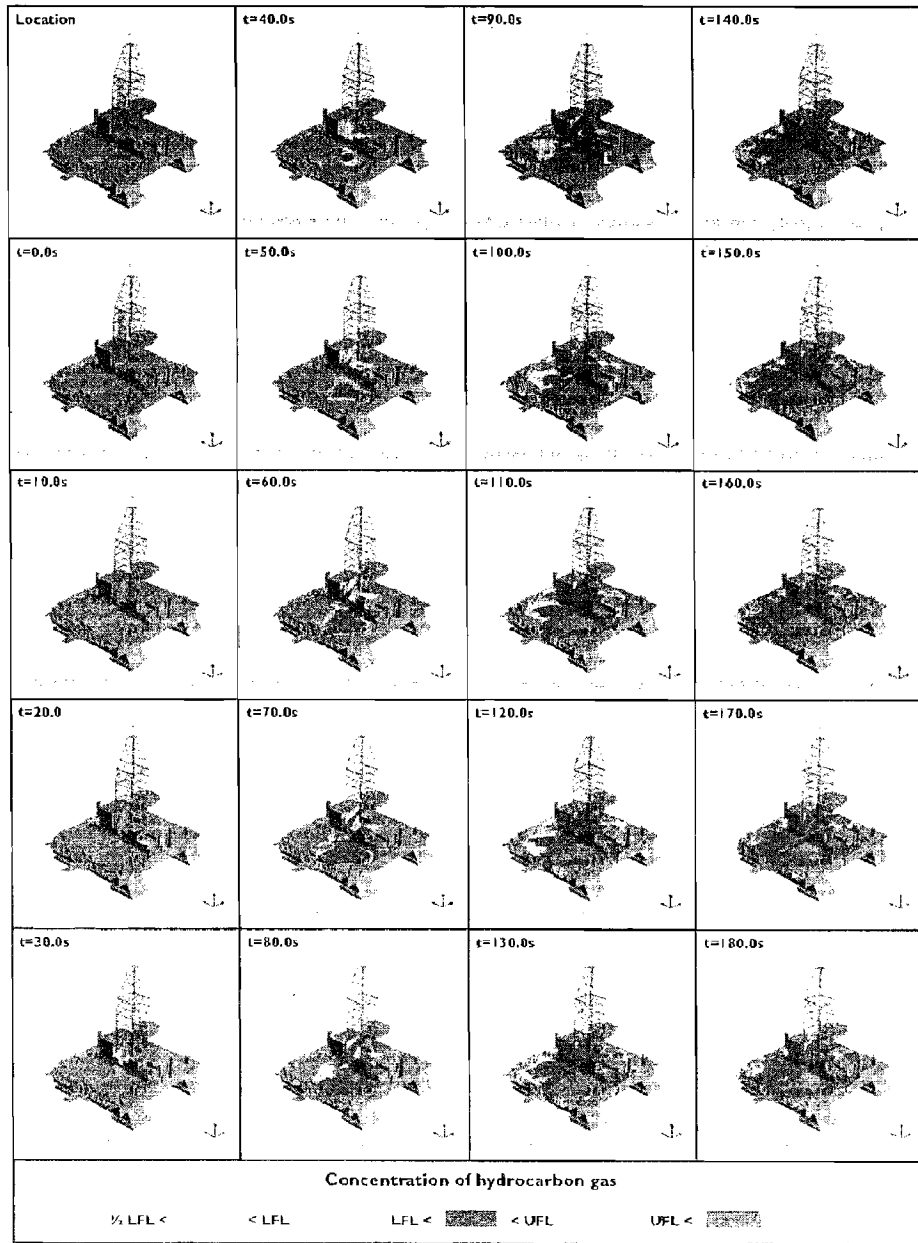 Location t=40.0s t=90.0s t=140.0s
t=0.0s t=50.0s t=100.0s t=150.0s
t=10.0s t=60.0s t=110.0s t=160.0s
t=20.0 t=70.0s t=120.0s t=170.0s
t=30.0s t=80.0s t=130.0s t=180.0s
Concentration of hydrocarbon gas
½ LFL < < LFL LFL < < UFL UFL <